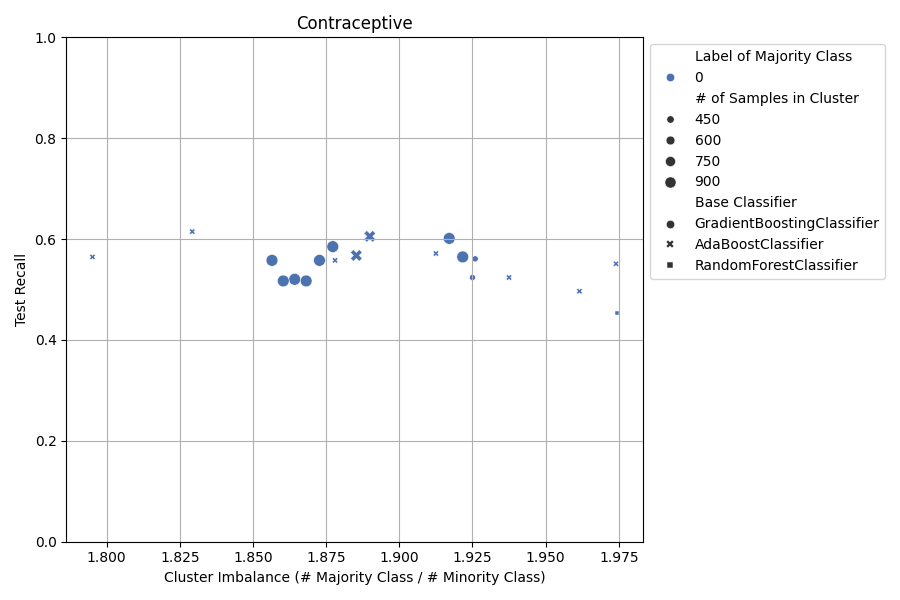 Contraceptive
1.0
0.8
0.6
0.4
0.2
0.0
Test Recall
1.800 1.825 1.850 1.875 1.900 1.925 1.950 1.975
Cluster Imbalance (# Majority Class / # Minority Class)
Label of Majority Class
0
# of Samples in Cluster
450
600
750
900
Base Classifier
GradientBoostingClassifier
AdaBoostClassifier
RandomForestClassifier